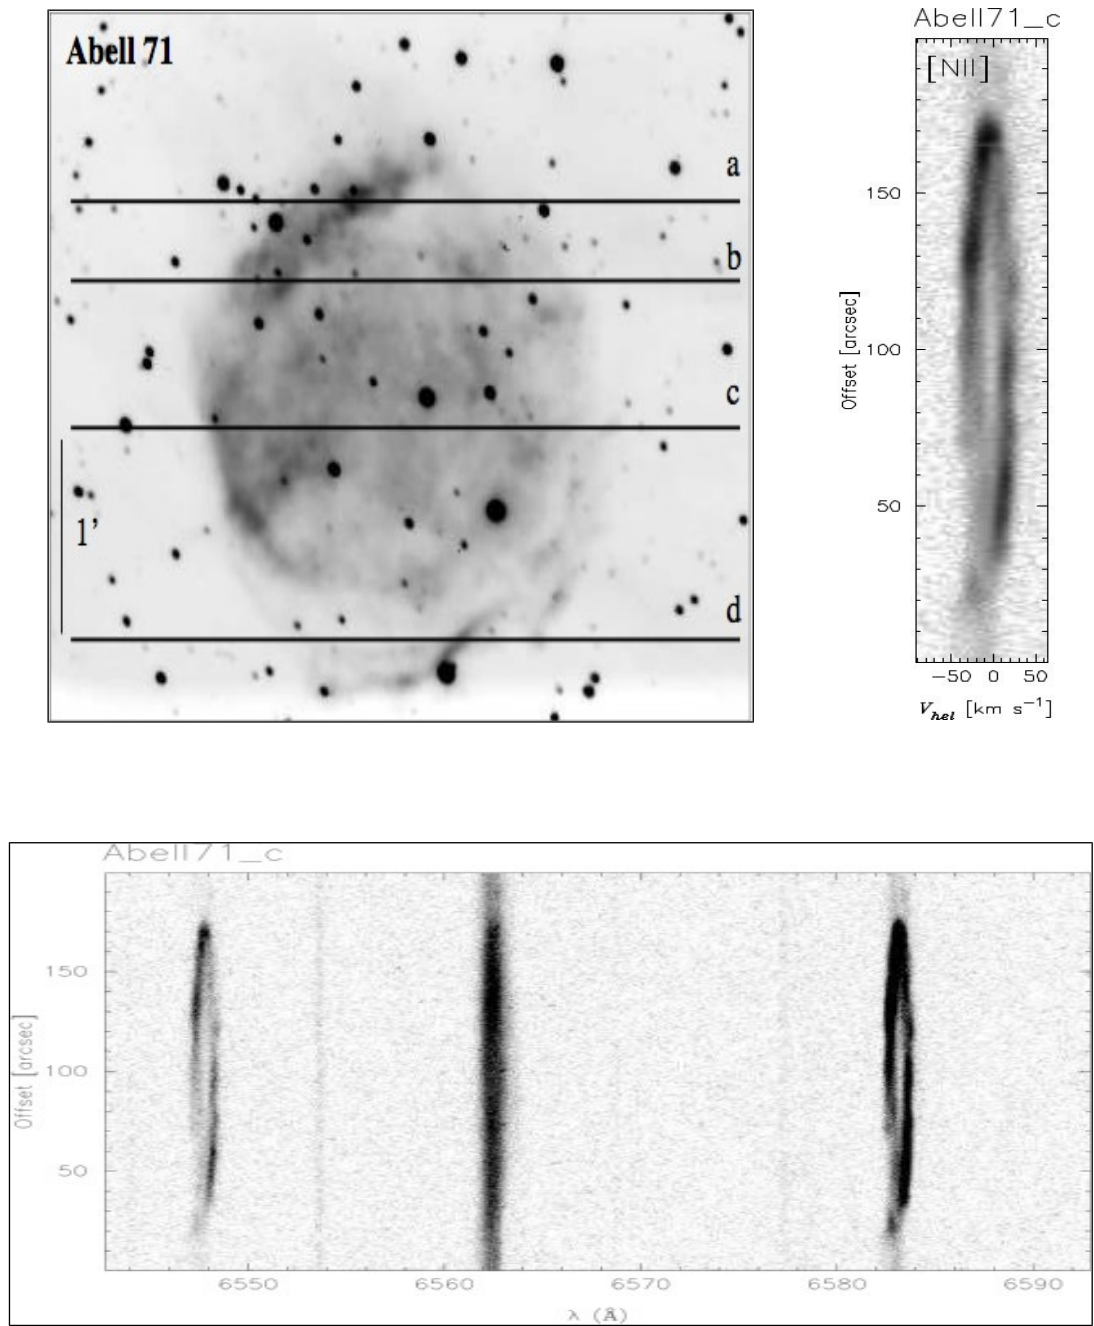 Abell 71
a
b
c
d
1’
Abell71_c
[NII]
150
100
50
Offset [arcsec]
−50 0 50
V_hel [km s⁻¹]
Abell71_c
150
100
50
Offset [arcsec]
6550 6560 6570 6580 6590
λ (Å)